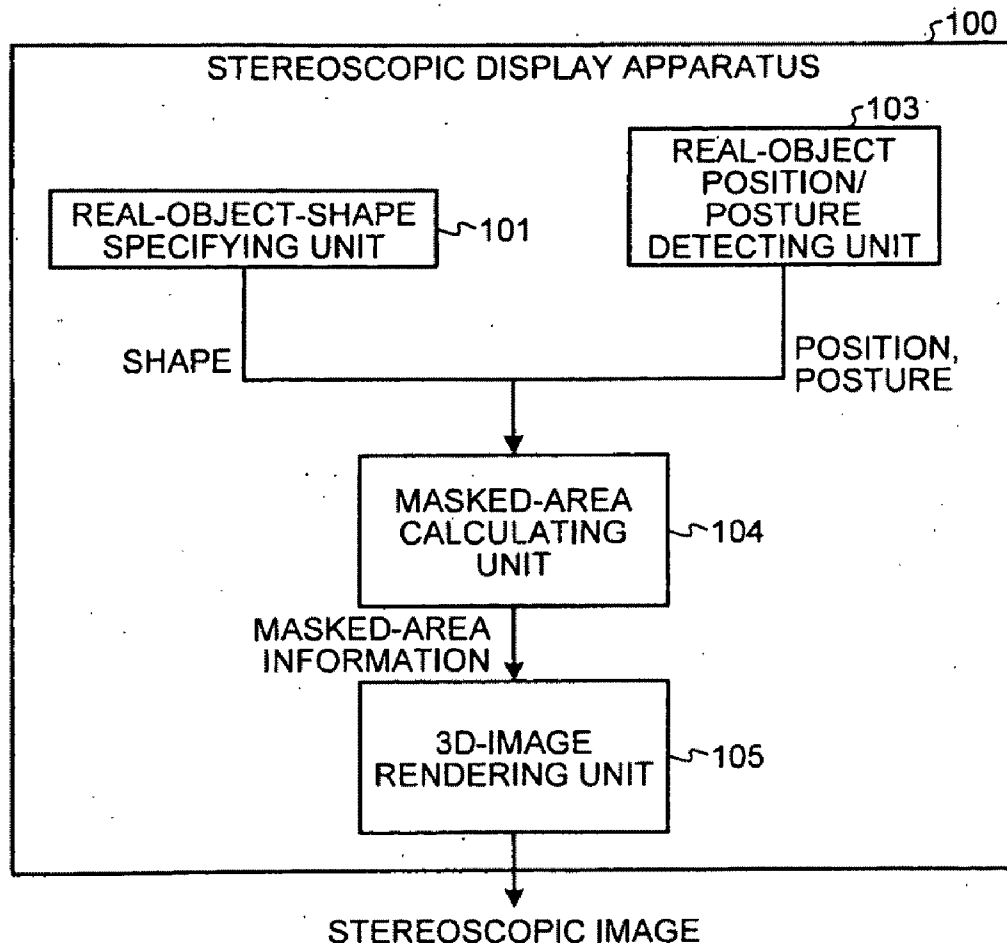 100
STEREOSCOPIC DISPLAY APPARATUS
103
REAL-OBJECT
POSITION/
POSTURE
DETECTING UNIT
REAL-OBJECT-SHAPE
SPECIFYING UNIT
101
SHAPE
POSITION,
POSTURE
MASKED-AREA
CALCULATING
UNIT
104
MASKED-AREA
INFORMATION
3D-IMAGE
RENDERING UNIT
105
STEREOSCOPIC IMAGE